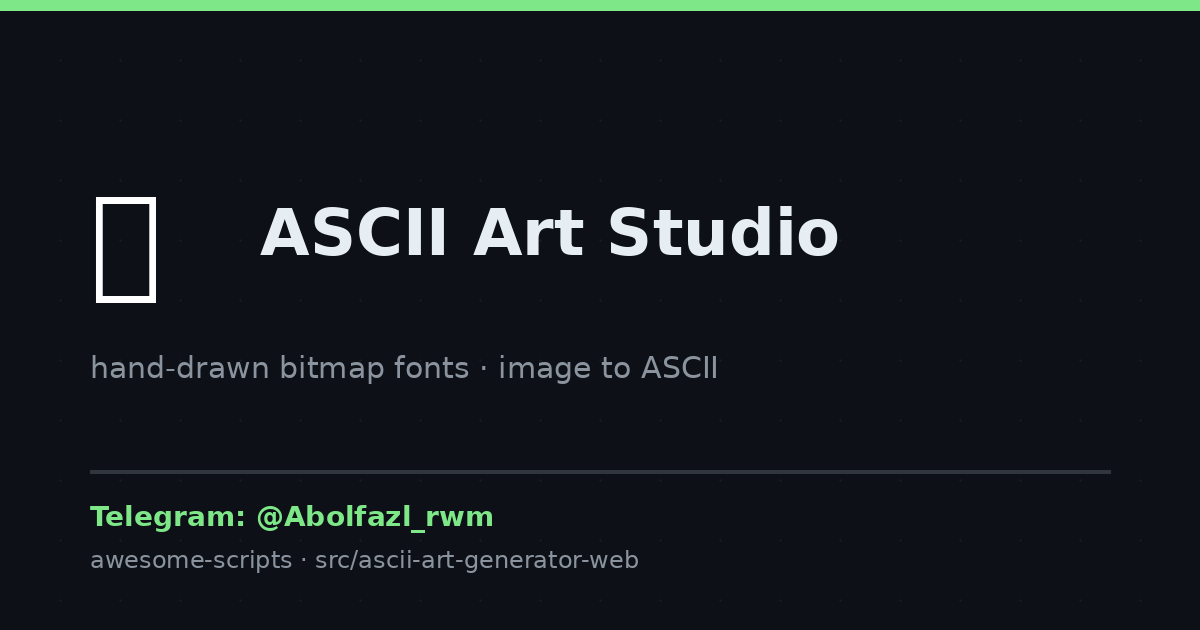 ASCII Art Studio
hand-drawn bitmap fonts · image to ASCII
Telegram: @Abolfazl_rwm
awesome-scripts · src/ascii-art-generator-web